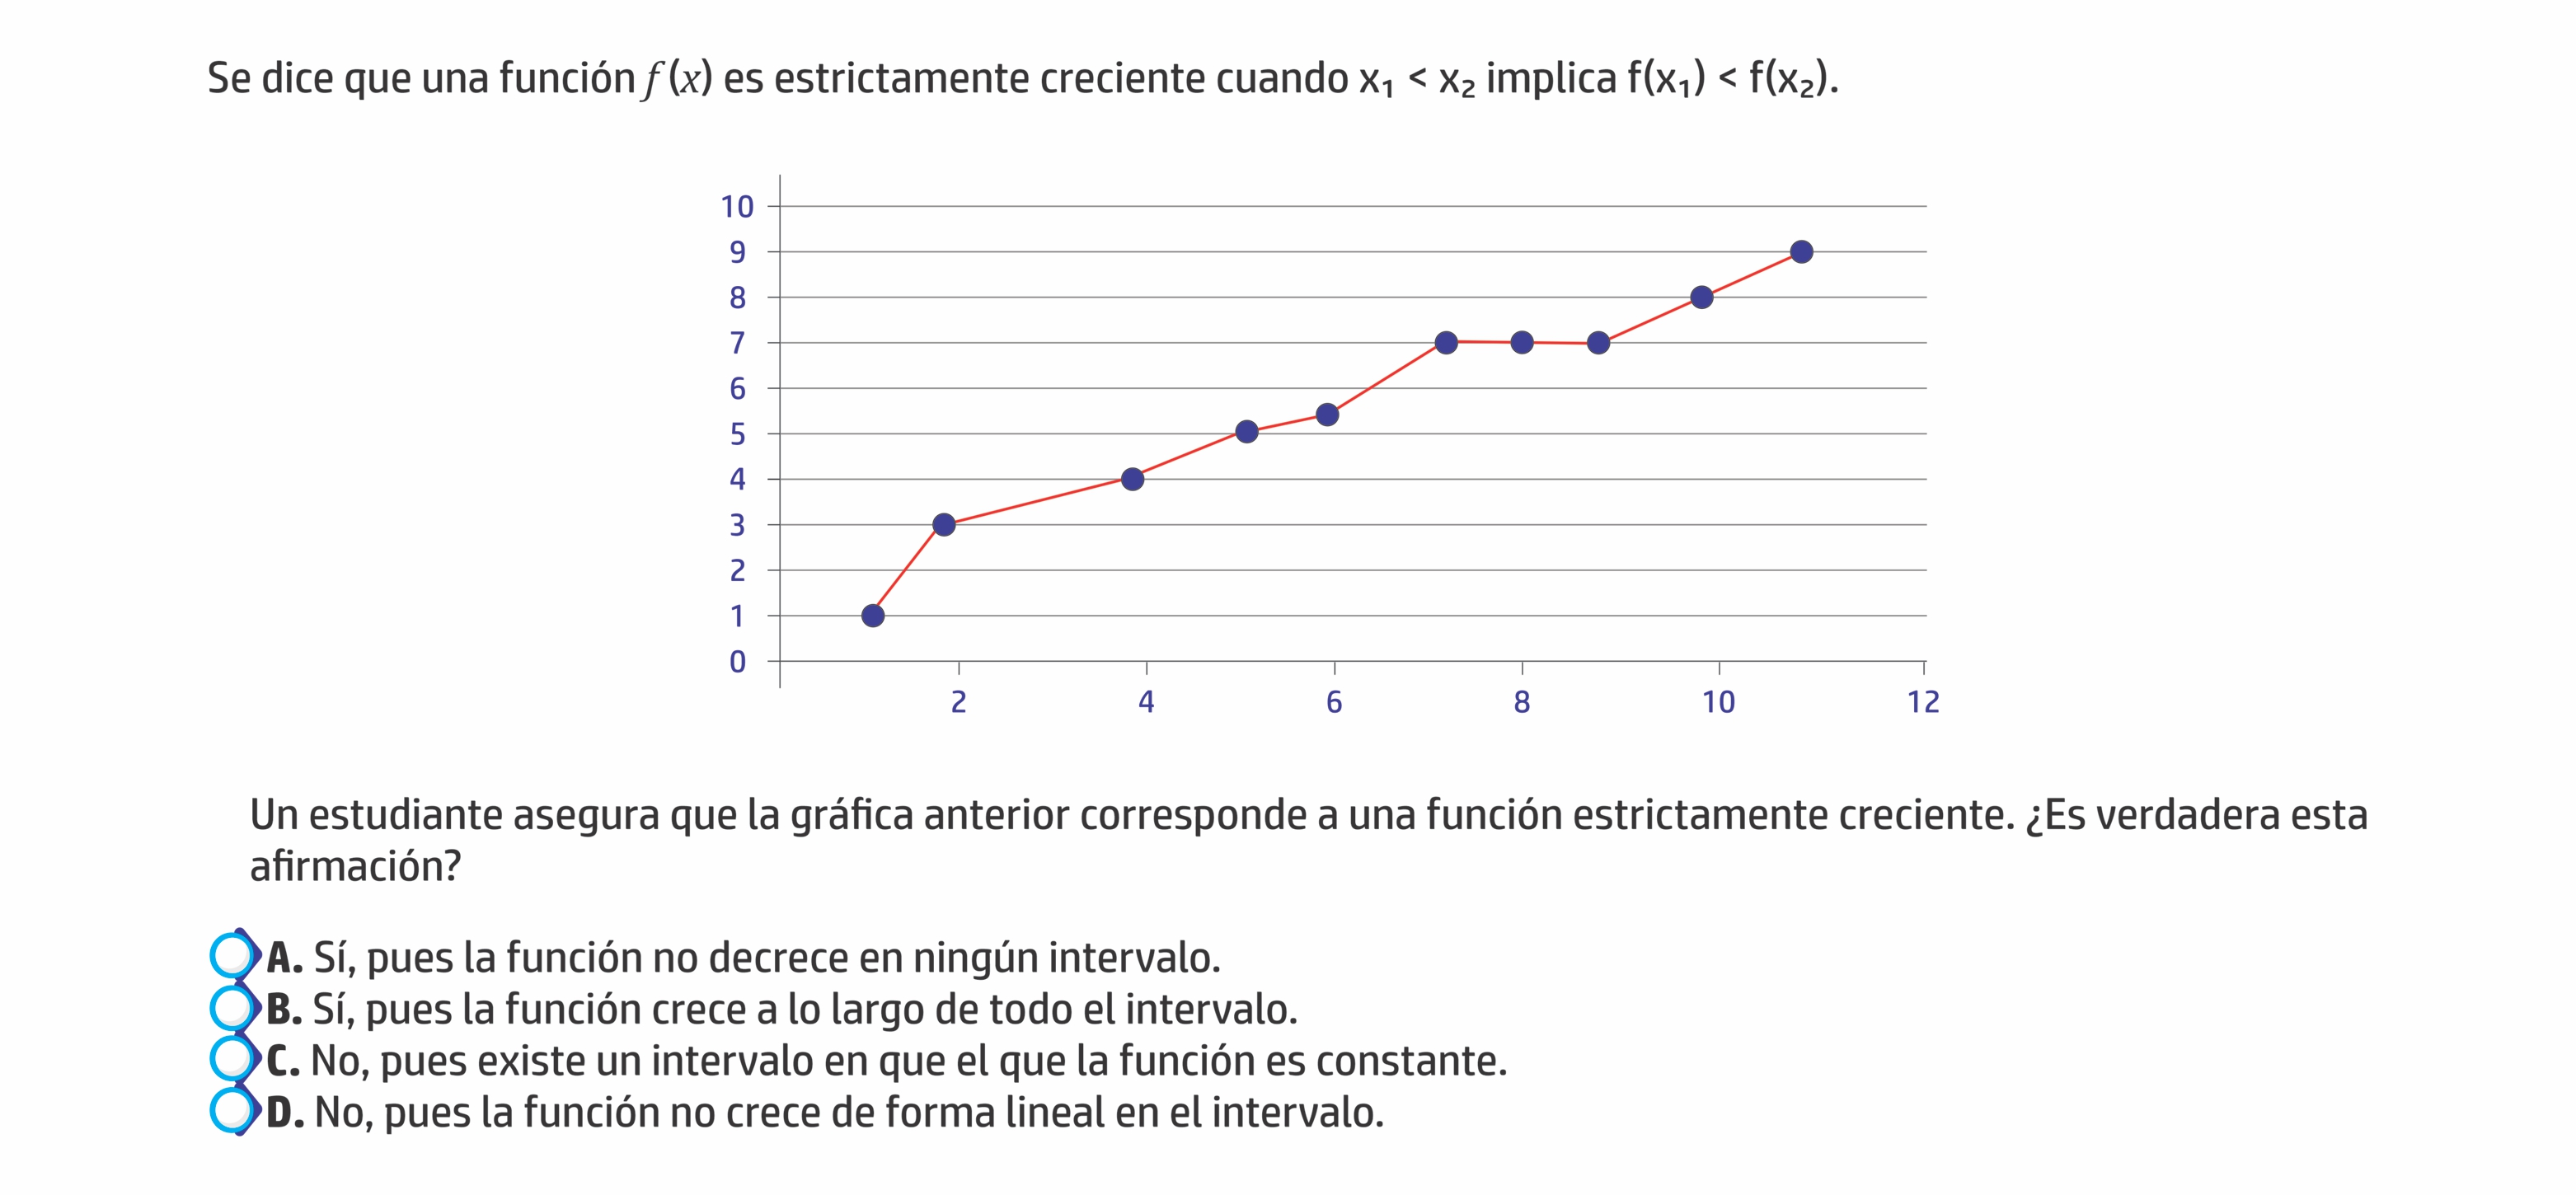 Se dice que una función f (x) es estrictamente creciente cuando x₁ < x₂ implica f(x₁) < f(x₂).
10
9
8
7
6
5
4
3
2
1
0
2 4 6 8 10 12
Un estudiante asegura que la gráfica anterior corresponde a una función estrictamente creciente. ¿Es verdadera esta
afirmación?
A. Sí, pues la función no decrece en ningún intervalo.
B. Sí, pues la función crece a lo largo de todo el intervalo.
C. No, pues existe un intervalo en que el que la función es constante.
D. No, pues la función no crece de forma lineal en el intervalo.